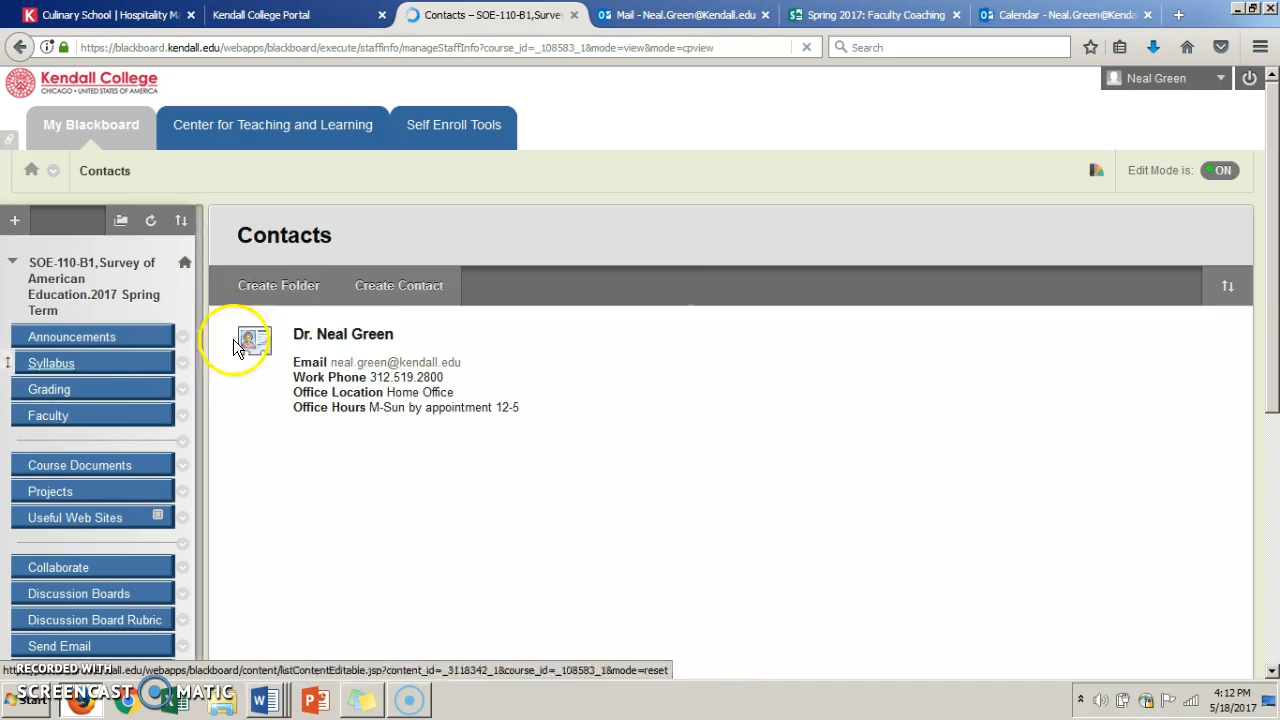 Culinary School | Hospitality Ma
Kendall College Portal
Contacts – SOE-110-B1,Survey
Mail - Neal.Green@Kendall.edu
Spring 2017: Faculty Coaching
Calendar - Neal.Green@Kenda
https://blackboard.kendall.edu/webapps/blackboard/execute/staffinfo/manageStaffInfo?course_id=_108583_1&mode=view&mode=cpview
Search
Kendall College
CHICAGO • UNITED STATES OF AMERICA
Neal Green
My Blackboard
Center for Teaching and Learning
Self Enroll Tools
Contacts
Edit Mode is: ON
SOE-110-B1,Survey of
American
Education.2017 Spring
Term
Announcements
Syllabus
Grading
Faculty
Course Documents
Projects
Useful Web Sites
Collaborate
Discussion Boards
Discussion Board Rubric
Send Email
Contacts
Create Folder
Create Contact
Dr. Neal Green
Email neal.green@kendall.edu
Work Phone 312.519.2800
Office Location Home Office
Office Hours M-Sun by appointment 12-5
RECORDED WITH
dall.edu/webapps/blackboard/content/listContentEditable.jsp?content_id=_3118342_1&course_id=_108583_1&mode=reset
SCREENCAST MATIC
Start
4:12 PM
5/18/2017